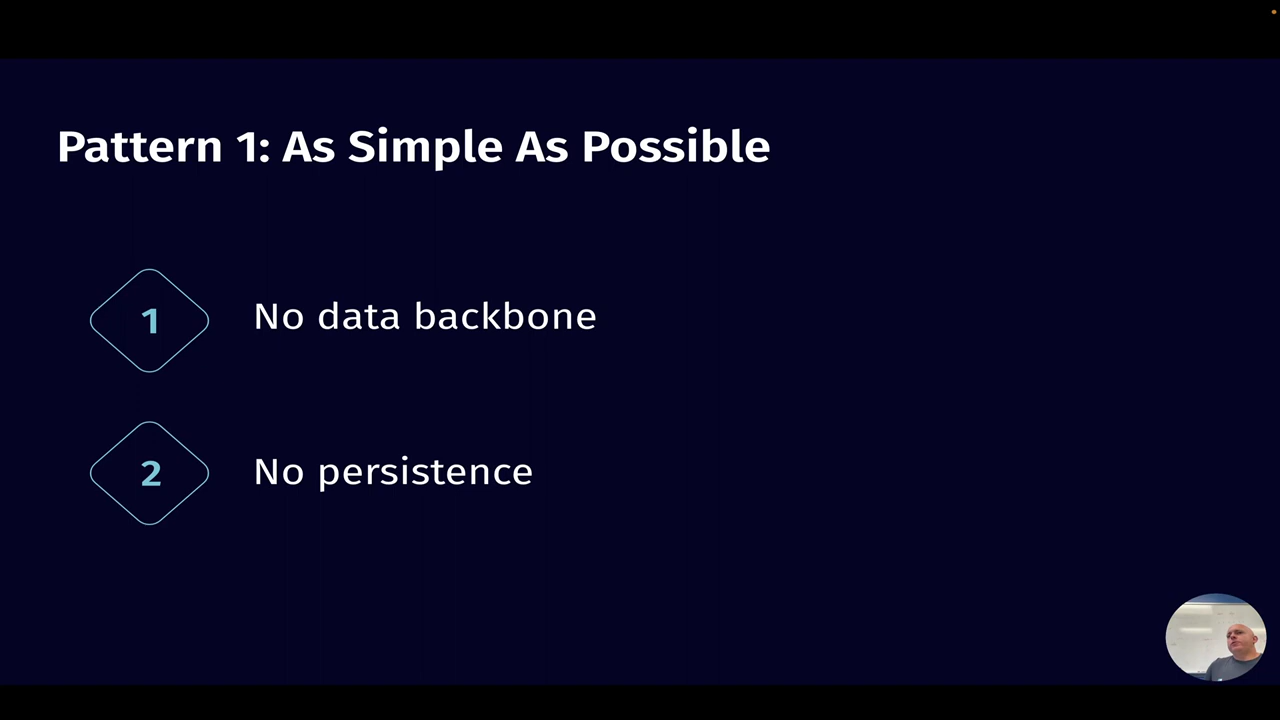 Pattern 1: As Simple As Possible
1
No data backbone
2
No persistence